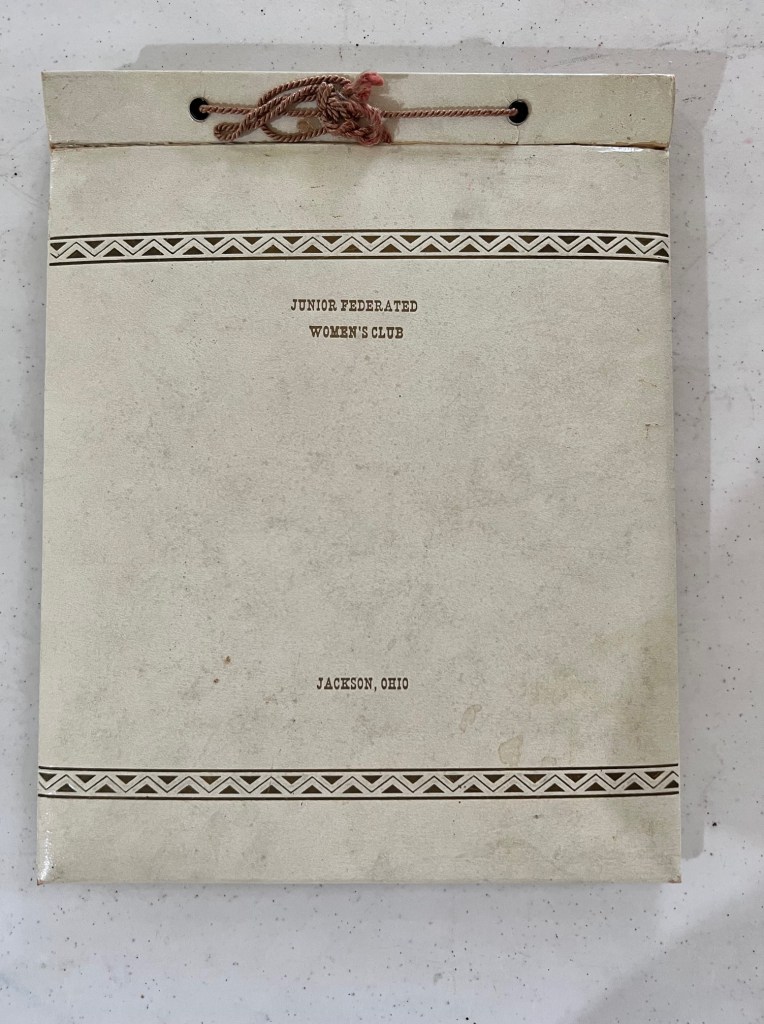 JUNIOR FEDERATED
WOMEN'S CLUB
JACKSON, OHIO